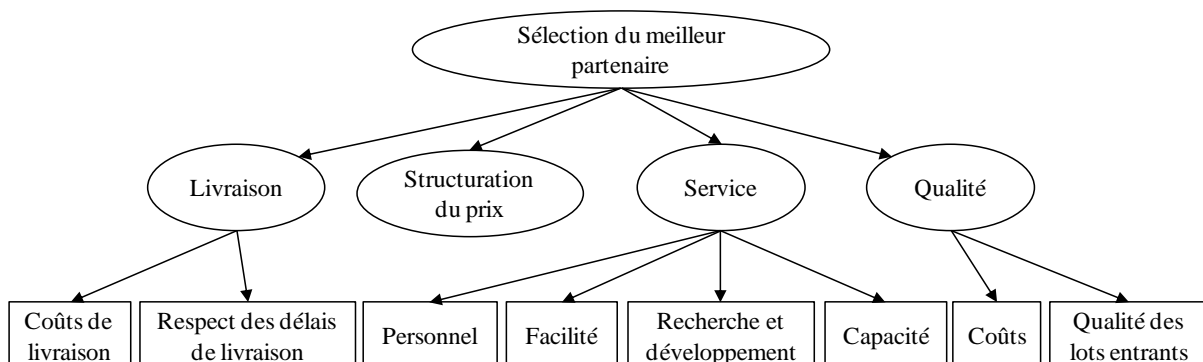 Sélection du meilleur
partenaire
Livraison
Structuration
du prix
Service
Qualité
Coûts de
livraison
Respect des délais
de livraison
Personnel
Facilité
Recherche et
développement
Capacité
Coûts
Qualité des
lots entrants